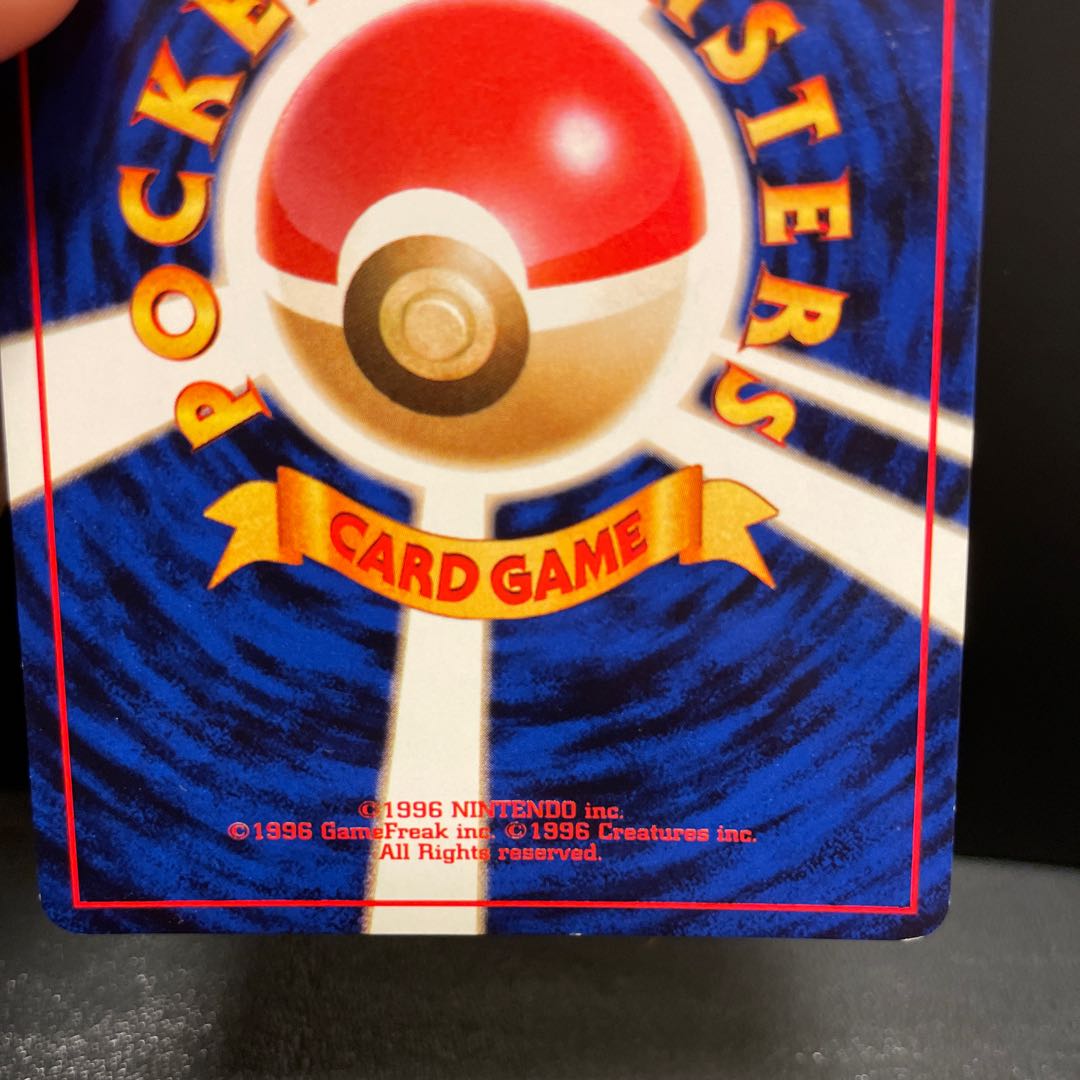 POCKE
STERS
CARD GAME
©1996 NINTENDO inc.
©1996 GameFreak inc. ©1996 Creatures inc.
All Rights reserved.